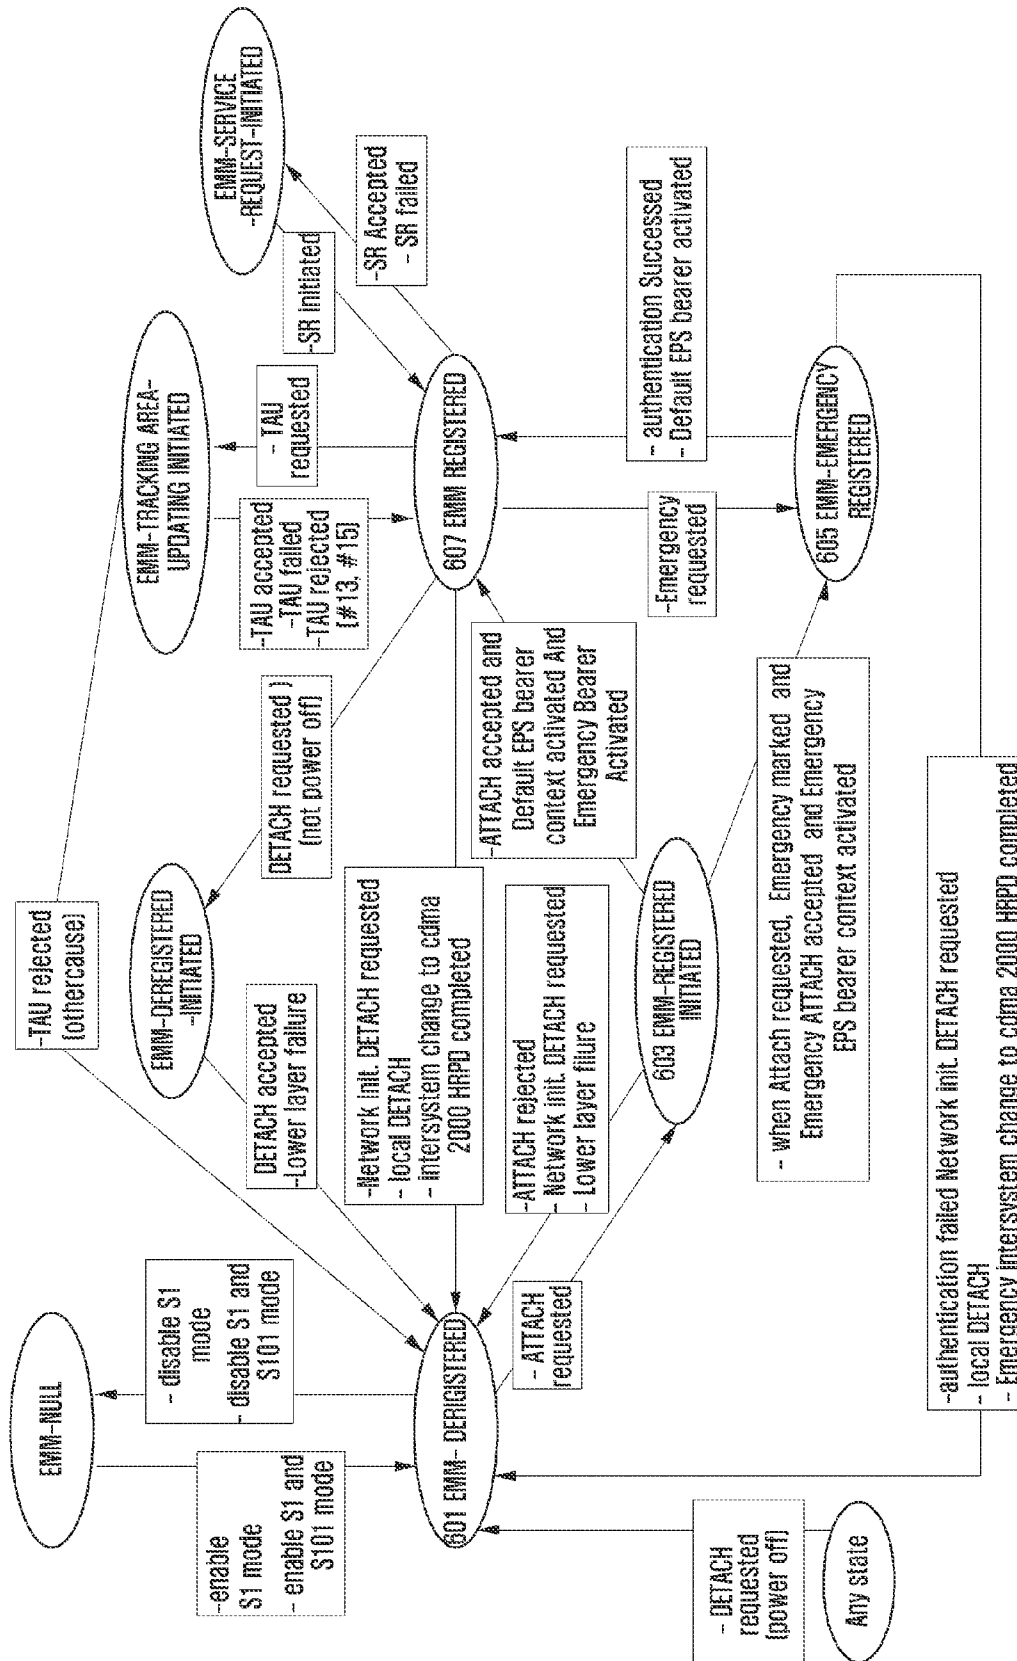 EMM-NULL
-enable
S1 mode
- enable S1 and
S101 mode
- disable S1
mode
- disable S1 and
S101 mode
-TAU rejected
(othercause)
EMM-DEREGISTERED
-INITIATED
DETACH accepted
-Lower layer failure
DETACH requested )
(not power off)
EMM-TRACKING AREA-
UPDATING INITIATED
-TAU accepted
-TAU failed
-TAU rejected
(#13, #15)
- TAU
requested
EMM-SERVICE
-REQUEST-INITIATED
-SR initiated
-SR Accepted
- SR failed
601 EMM- DERIGISTERED
-Network init. DETACH requested
- local DETACH
- intersystem change to cdma
2000 HRPD completed
607 EMM REGISTERED
- ATTACH
requested
-ATTACH rejected
- Network init. DETACH requested
- Lower layer filure
-ATTACH accepted and
Default EPS bearer
context activated And
Emergency Bearer
Activated
603 EMM-REGISTERED
INITIATED
-Emergency
requested
- authentication Successed
- Default EPS bearer activated
- DETACH
requested
(power off)
Any state
- when Attach requested, Emergency marked and
Emergency ATTACH accepted and Emergency
EPS bearer context activated
605 EMM-EMERGENCY
REGISTERED
-authentication failed Network init. DETACH requested
- local DETACH
- Emergency intersystem change to cdma 2000 HRPD completed